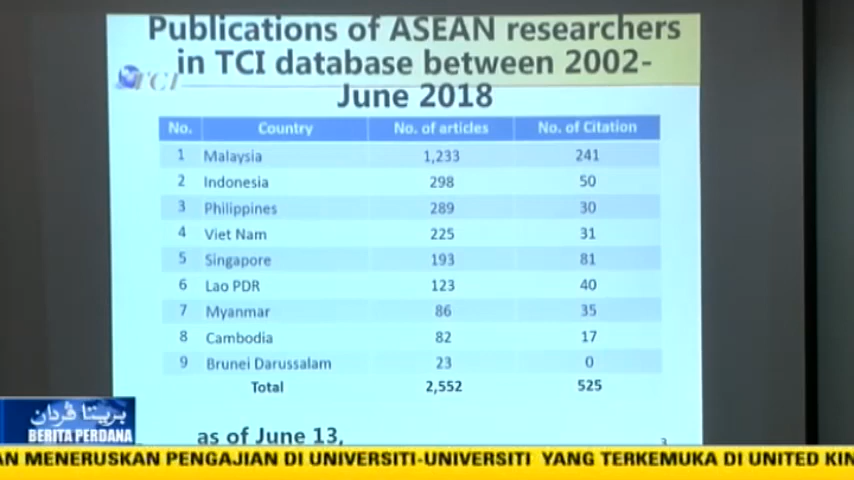 Publications of ASEAN researchers
in TCI database between 2002-
June 2018
TCI
No. Country No. of articles No. of Citation
1 Malaysia 1,233 241
2 Indonesia 298 50
3 Philippines 289 30
4 Viet Nam 225 31
5 Singapore 193 81
6 Lao PDR 123 40
7 Myanmar 86 35
8 Cambodia 82 17
9 Brunei Darussalam 23 0
Total 2,552 525
as of June 13,
3
بريتا ڤردان
BERITA PERDANA
AN MENERUSKAN PENGAJIAN DI UNIVERSITI-UNIVERSITI YANG TERKEMUKA DI UNITED KIN